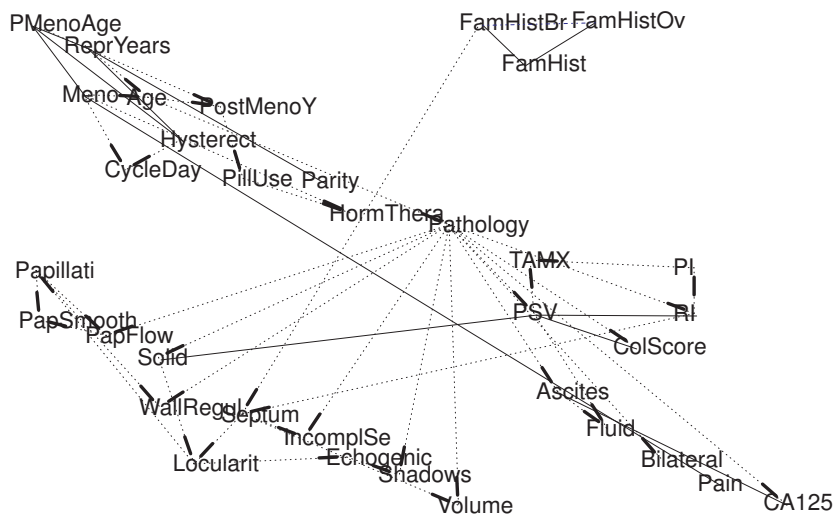 PMenoAge
FamHistBr
FamHistOv
ReprYears
FamHist
Meno
Age
PostMenoY
Hysterect
CycleDay
PillUse
Parity
HormThera
Pathology
Papillati
TAMX
PI
PapSmooth
PapFlow
PSV
RI
Solid
ColScore
WallRegul
Septum
Ascites
Fluid
IncomplSe
Locularit
Echogenic
Bilateral
Shadows
Pain
Volume
CA125